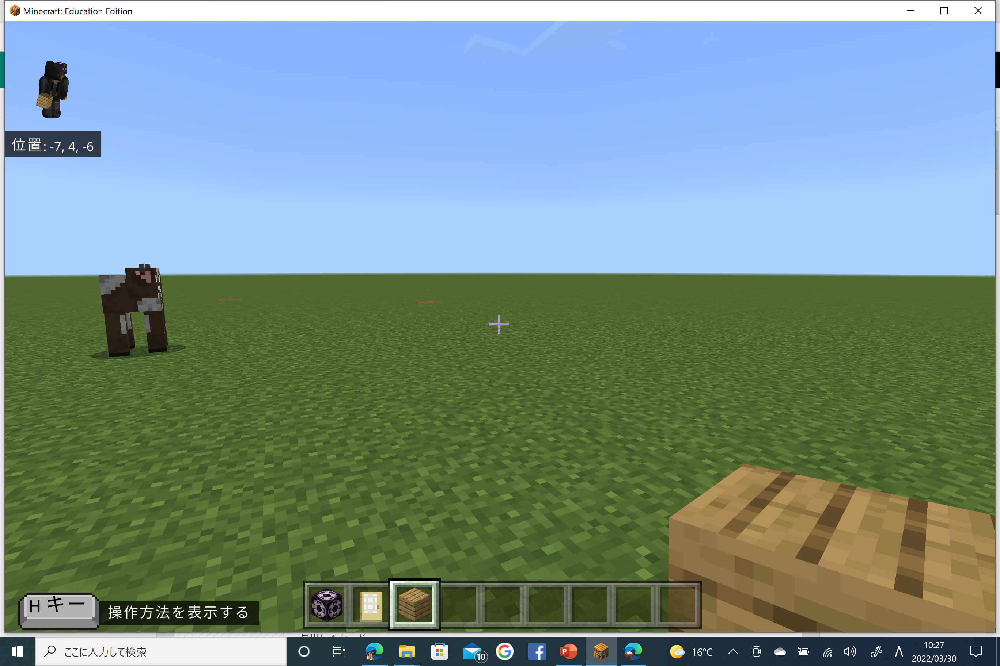 Minecraft: Education Edition
位置: -7, 4, -6
H キー
操作方法を表示する
ここに入力して検索
10
P
16°C
A
10:27
2022/03/30